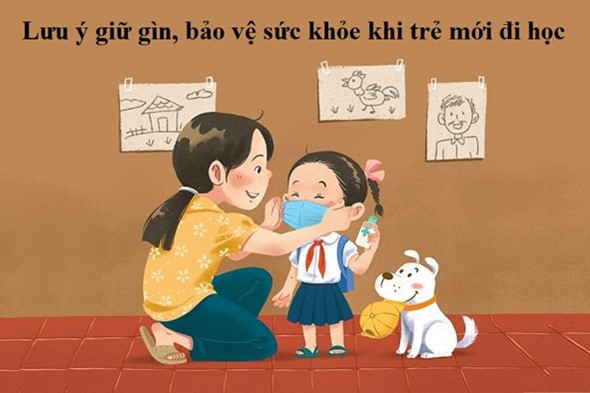 Lưu ý giữ gìn, bảo vệ sức khỏe khi trẻ mới đi học